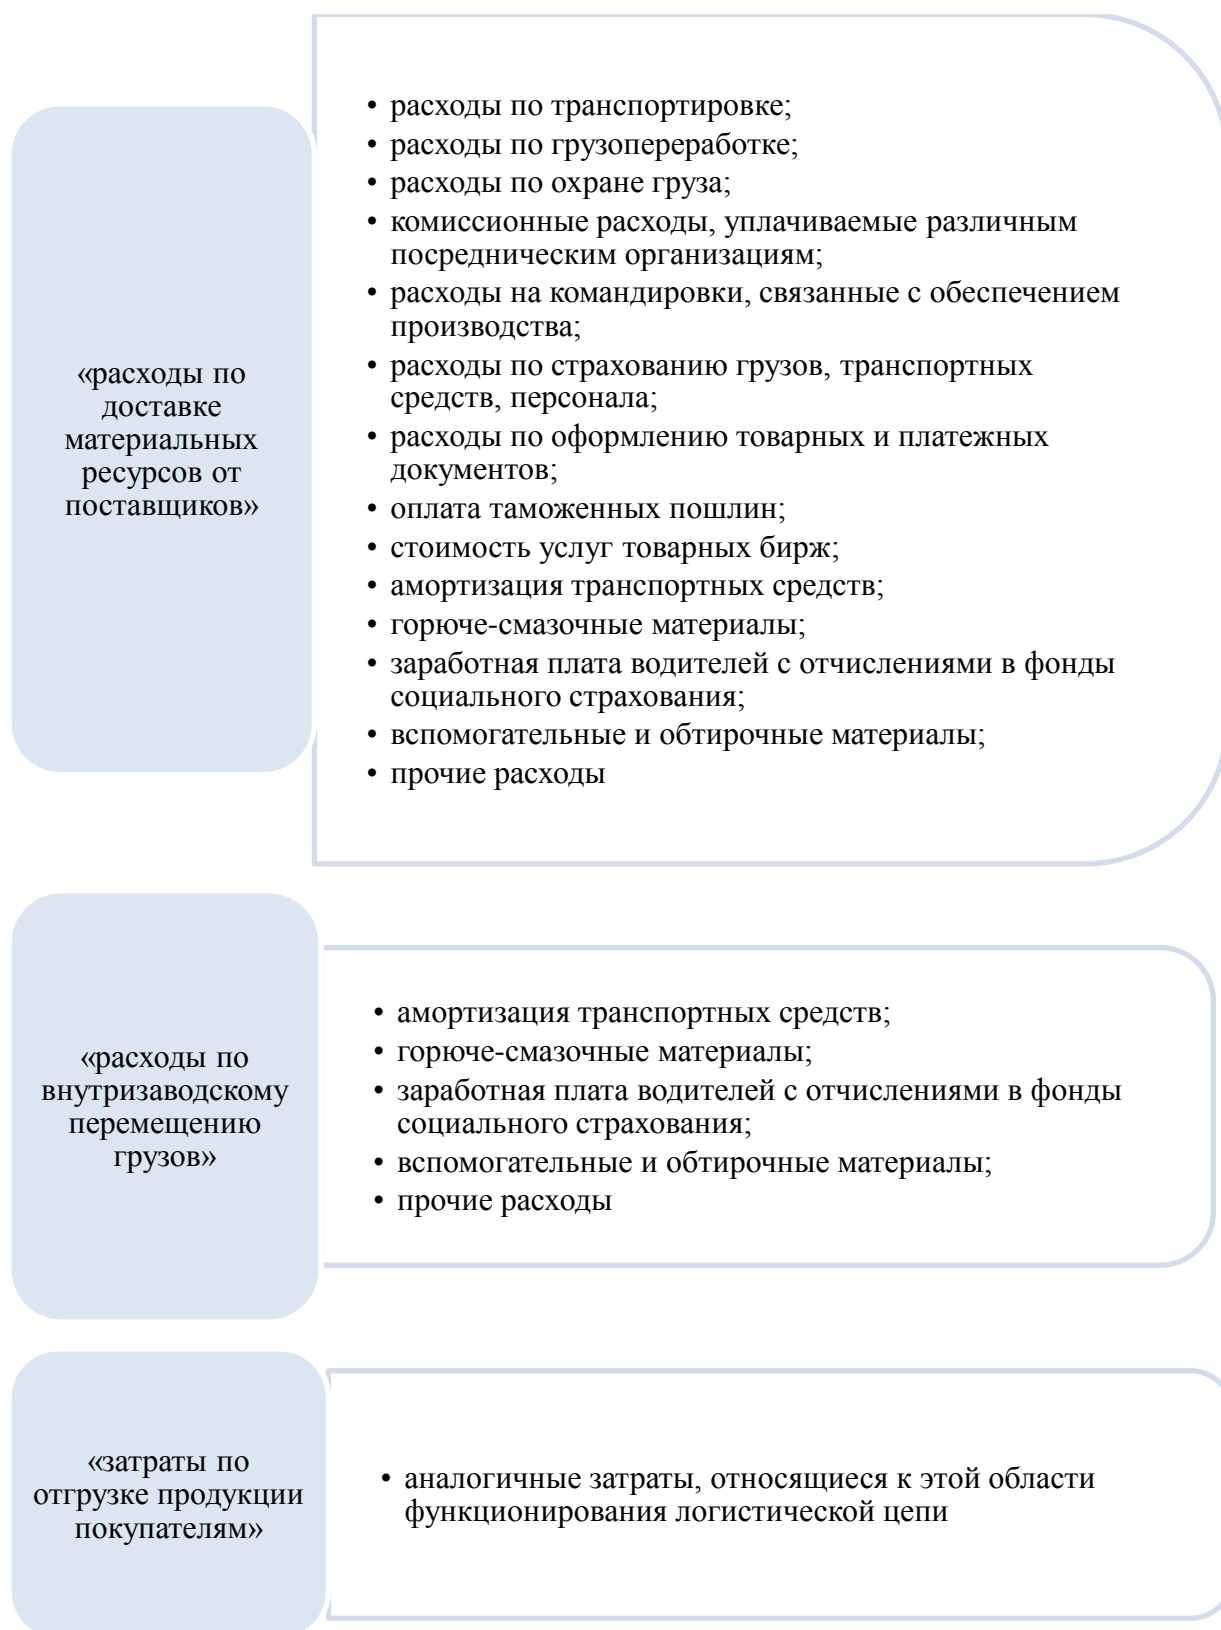 «расходы по
доставке
материальных
ресурсов от
поставщиков»
• расходы по транспортировке;
• расходы по грузопереработке;
• расходы по охране груза;
• комиссионные расходы, уплачиваемые различным
посредническим организациям;
• расходы на командировки, связанные с обеспечением
производства;
• расходы по страхованию грузов, транспортных
средств, персонала;
• расходы по оформлению товарных и платежных
документов;
• оплата таможенных пошлин;
• стоимость услуг товарных бирж;
• амортизация транспортных средств;
• горюче-смазочные материалы;
• заработная плата водителей с отчислениями в фонды
социального страхования;
• вспомогательные и обтирочные материалы;
• прочие расходы
«расходы по
внутризаводскому
перемещению
грузов»
• амортизация транспортных средств;
• горюче-смазочные материалы;
• заработная плата водителей с отчислениями в фонды
социального страхования;
• вспомогательные и обтирочные материалы;
• прочие расходы
«затраты по
отгрузке продукции
покупателям»
• аналогичные затраты, относящиеся к этой области
функционирования логистической цепи